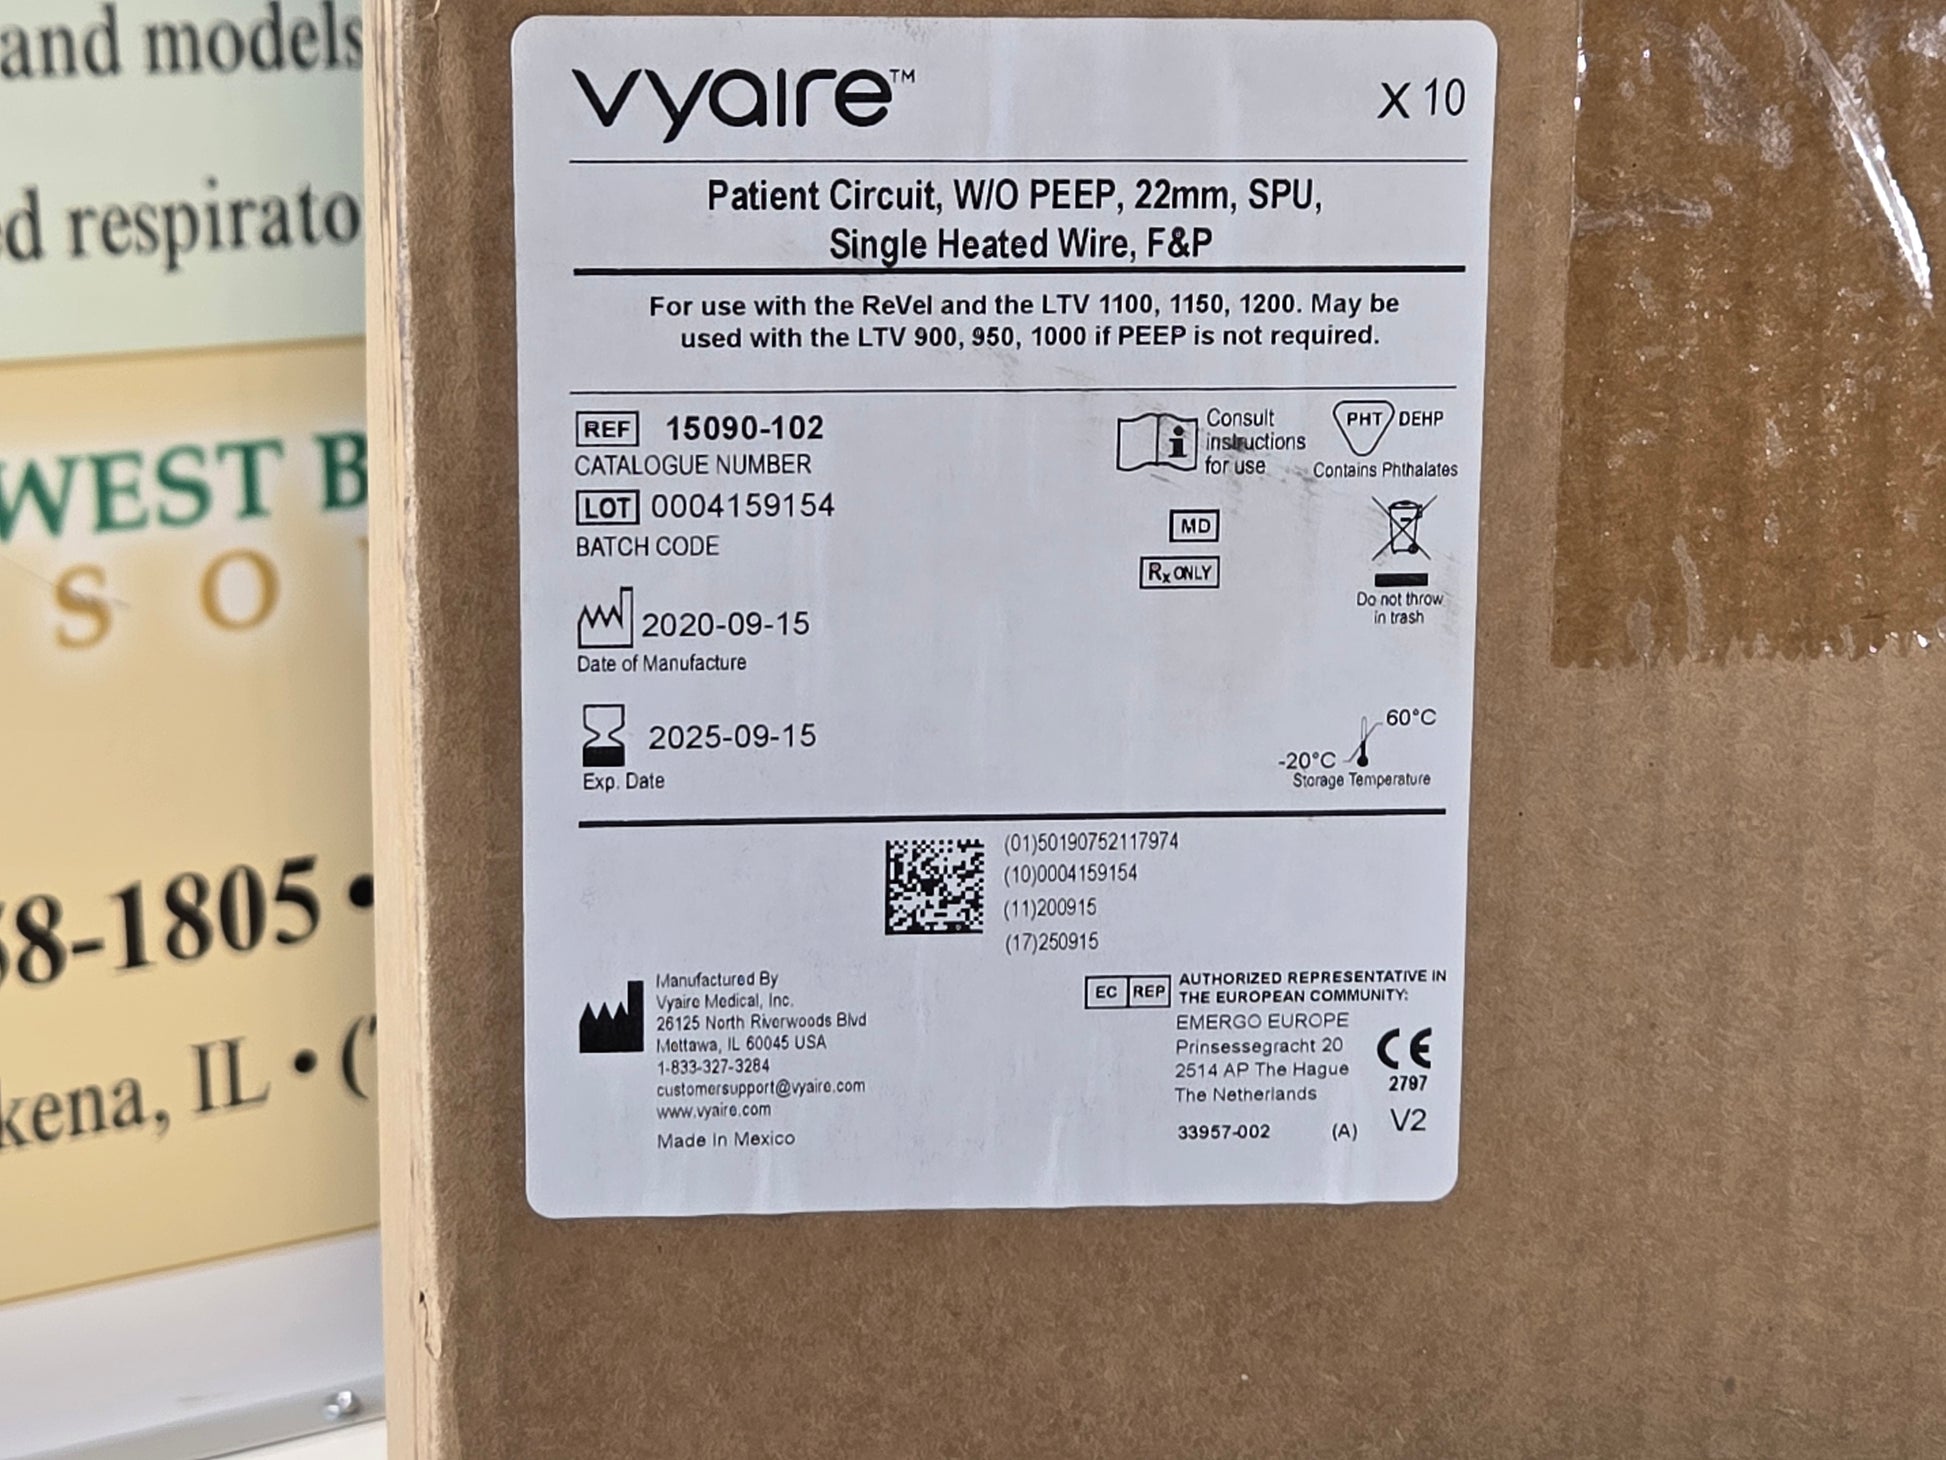 and models
d respirato
WEST B
S O
8-1805 •
kena, IL • (
vyaire™
X 10
Patient Circuit, W/O PEEP, 22mm, SPU,
Single Heated Wire, F&P
For use with the ReVel and the LTV 1100, 1150, 1200. May be
used with the LTV 900, 950, 1000 if PEEP is not required.
REF 15090-102
CATALOGUE NUMBER
LOT 0004159154
BATCH CODE
2020-09-15
Date of Manufacture
2025-09-15
Exp. Date
Consult
instructions
for use
PHT DEHP
Contains Phthalates
MD
Rx ONLY
Do not throw
in trash
60°C
-20°C
Storage Temperature
(01)50190752117974
(10)0004159154
(11)200915
(17)250915
Manufactured By
Vyaire Medical, Inc.
26125 North Riverwoods Blvd
Mettawa, IL 60045 USA
1-833-327-3284
customersupport@vyaire.com
www.vyaire.com
Made In Mexico
EC REP
AUTHORIZED REPRESENTATIVE IN
THE EUROPEAN COMMUNITY:
EMERGO EUROPE
Prinsessegracht 20
2514 AP The Hague
The Netherlands
CE
2797
33957-002 (A) V2